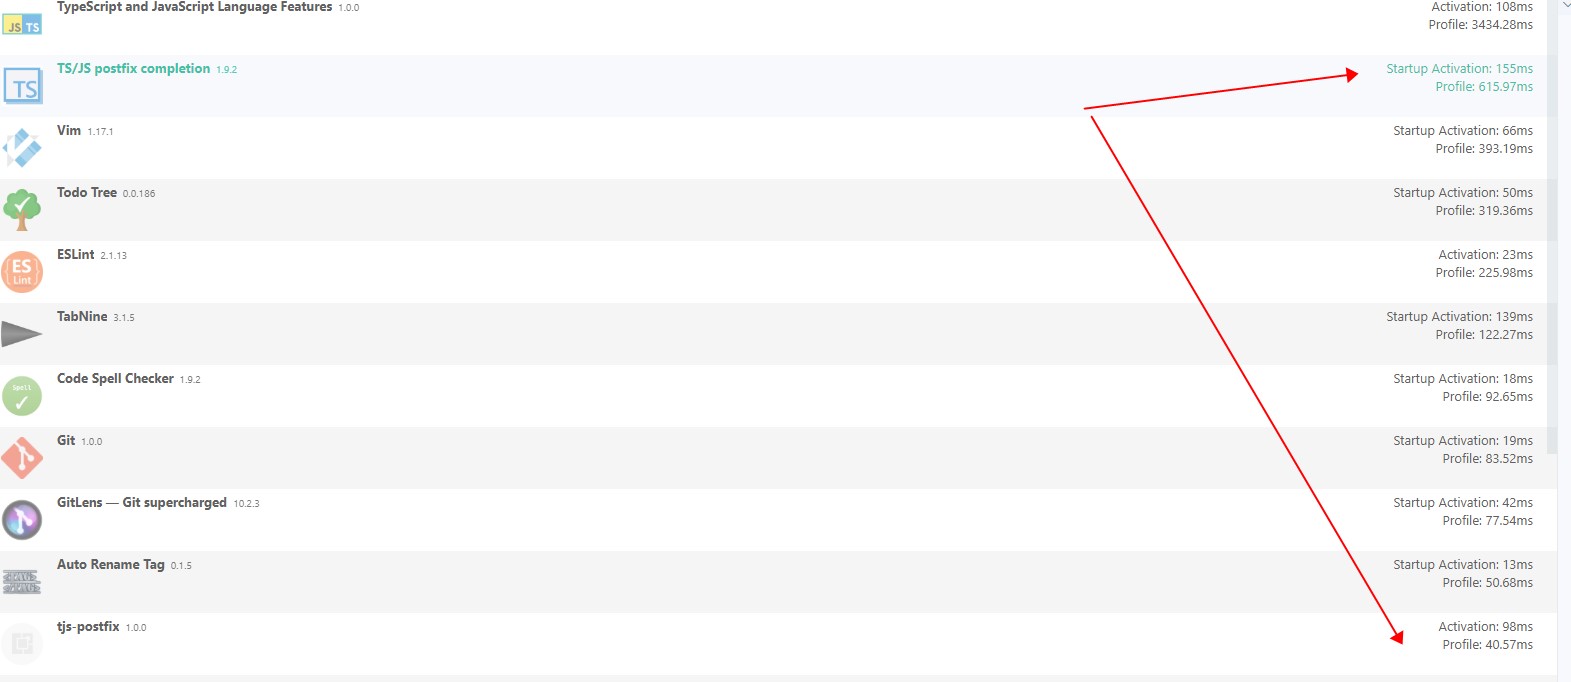 TypeScript and JavaScript Language Features 1.0.0
Activation: 108ms
Profile: 3434.28ms
JS TS
TS/JS postfix completion 1.9.2
Startup Activation: 155ms
Profile: 615.97ms
TS
Vim 1.17.1
Startup Activation: 66ms
Profile: 393.19ms
Todo Tree 0.0.186
Startup Activation: 50ms
Profile: 319.36ms
ESLint 2.1.13
Activation: 23ms
Profile: 225.98ms
ES
Lint
TabNine 3.1.5
Startup Activation: 139ms
Profile: 122.27ms
Code Spell Checker 1.9.2
Startup Activation: 18ms
Profile: 92.65ms
Spell
Git 1.0.0
Startup Activation: 19ms
Profile: 83.52ms
GitLens — Git supercharged 10.2.3
Startup Activation: 42ms
Profile: 77.54ms
Auto Rename Tag 0.1.5
Startup Activation: 13ms
Profile: 50.68ms
tjs-postfix 1.0.0
Activation: 98ms
Profile: 40.57ms